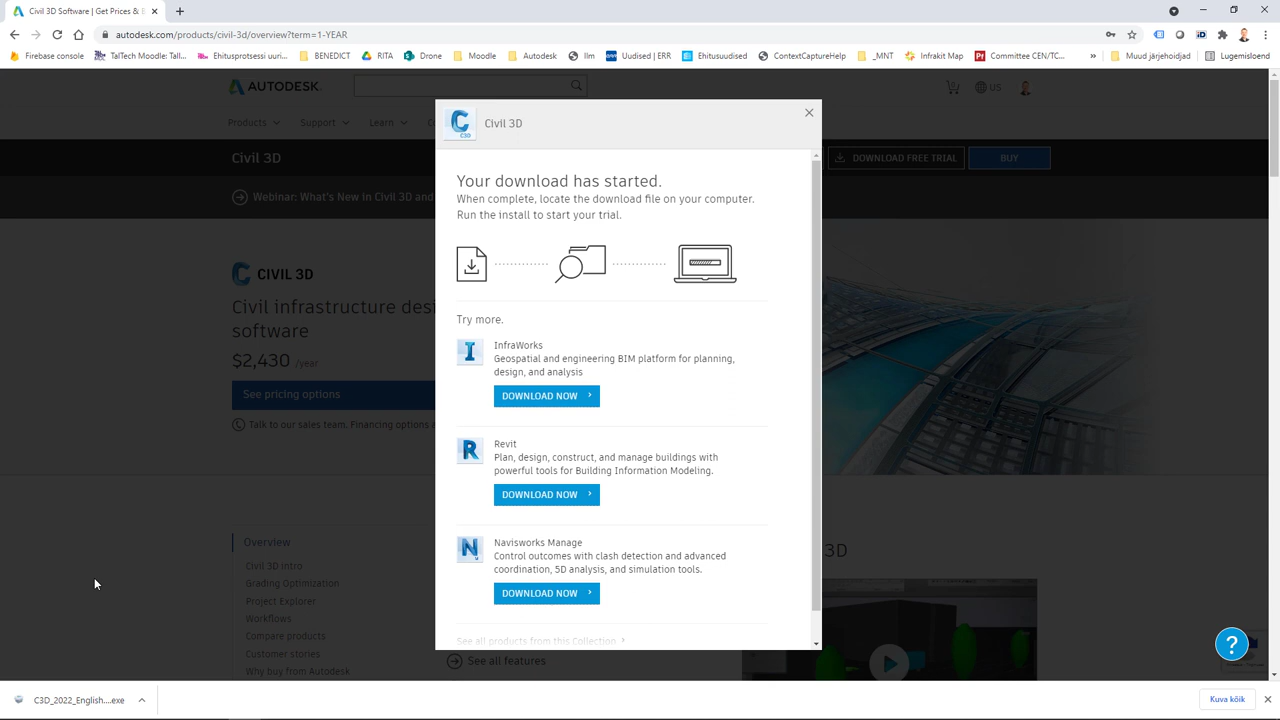 Civil 3D Software | Get Prices & B
autodesk.com/products/civil-3d/overview?term=1-YEAR
Firebase console
TalTech Moodle: Tall...
Ehitusprotsessi uuri...
BENEDICT
RITA
Drone
Moodle
Autodesk
Ilm
Uudised | ERR
Ehitusuudised
ContextCaptureHelp
_MNT
Infrakit Map
Committee CEN/TC...
»
Muud järjehoidjad
Lugemisloend
AUTODESK.
US
Products
Support
Learn
C
Civil 3D
DOWNLOAD FREE TRIAL
BUY
Webinar: What's New in Civil 3D and
CIVIL 3D
Civil infrastructure desi
software
$2,430 /year
See pricing options
Talk to our sales team. Financing options
Overview
Civil 3D intro
Grading Optimization
Project Explorer
Workflows
Compare products
Customer stories
Why buy from Autodesk
Civil 3D
Your download has started.
When complete, locate the download file on your computer.
Run the install to start your trial.
Try more.
InfraWorks
Geospatial and engineering BIM platform for planning,
design, and analysis
DOWNLOAD NOW
Revit
Plan, design, construct, and manage buildings with
powerful tools for Building Information Modeling.
DOWNLOAD NOW
Navisworks Manage
Control outcomes with clash detection and advanced
coordination, 5D analysis, and simulation tools.
DOWNLOAD NOW
See all products from this Collection
See all features
3D
?
C3D_2022_English....exe
Kuva kõik